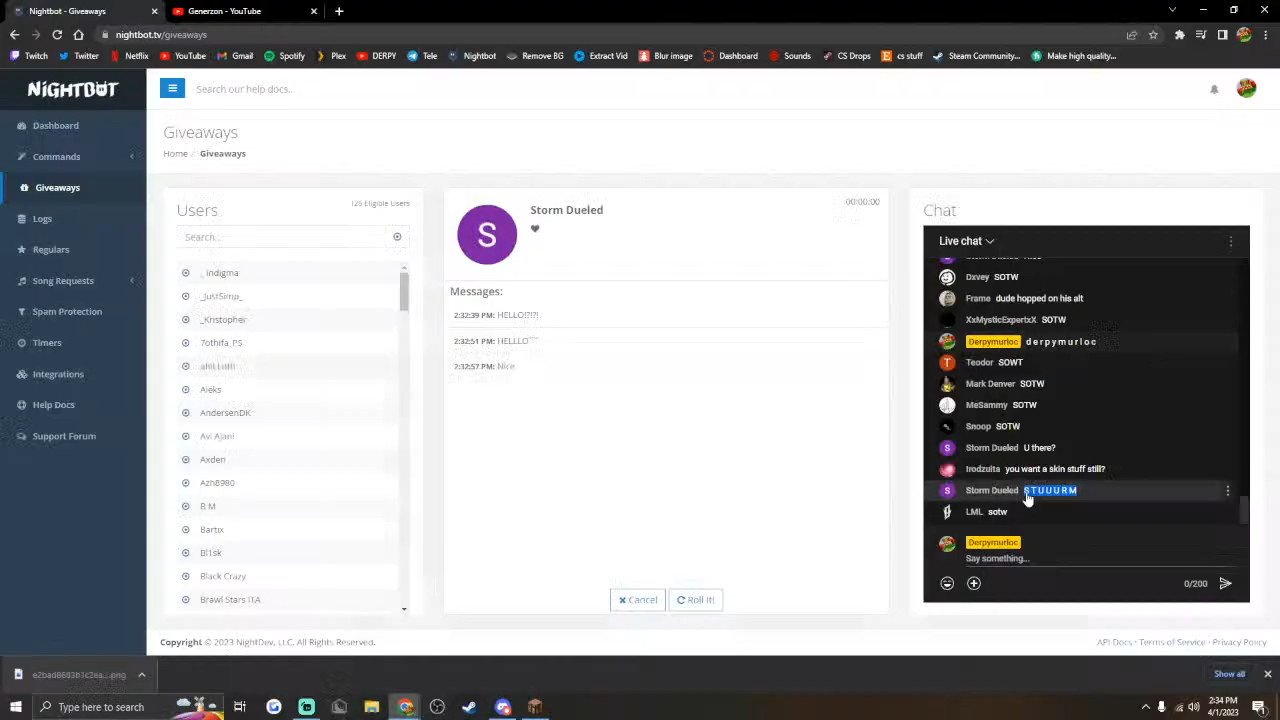 Nightbot - Giveaways
Generzon - YouTube
nightbot.tv/giveaways
Twitch
Twitter
Netflix
YouTube
Gmail
Spotify
Plex
DERPY
Tele
Nightbot
Remove BG
Extract Vid
Blur image
Dashboard
Sounds
CS Drops
cs stuff
Steam Community...
Make high quality...
NiGHTBOT
Search our help docs..
Dashboard
Commands
Giveaways
Logs
Regulars
Song Requests
Spam Protection
Timers
Integrations
Help Docs
Support Forum
Giveaways
Home / Giveaways
Users
126 Eligible Users
Search...
_ indigma
_JustSimp_
_Kristopher
7othifa_PS
Aleks
AndersenDK
Avi Ajani
Axden
Azh8980
B M
Bartix
Bl1sk
Black Crazy
Brawl Stars ITA
Storm Dueled
00:00:00
S
Messages:
2:32:39 PM: HELLO!?!?!
2:32:51 PM: HELLLO
2:32:57 PM: Nice
Cancel
Roll It!
Chat
Live chat
Dxvey SOTW
Frame dude hopped on his alt
XxMysticExpertxX SOTW
Derpymurloc d e r p y m u r l o c
Teodor SOWT
Mark Denver SOTW
MeSammy SOTW
Snoop SOTW
Storm Dueled U there?
Irodzuita you want a skin stuff still?
Storm Dueled S T U U U R M
LML sotw
Derpymurloc
Say something...
0/200
Copyright © 2023 NightDev, LLC. All Rights Reserved.
API Docs · Terms of Service · Privacy Policy
Show all
Type here to search
2:34 PM
4/1/2023